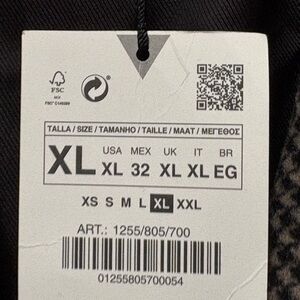 FSC
TALLA / SIZE / TAMANHO / TAILLE / MAAT / ΜΕΓΕΘΟΣ
XL USA MEX UK IT BR
XL 32 XL XL EG
XS S M L XL XXL
ART.: 1255/805/700
01255805700054